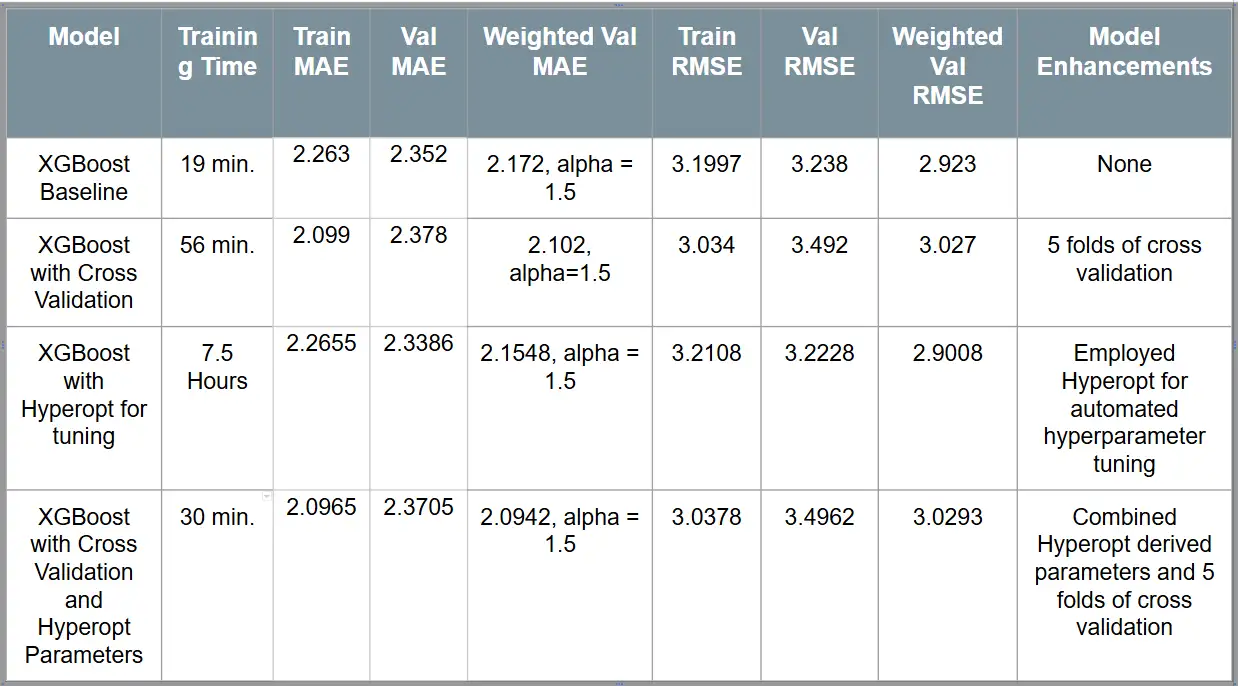 Model
Trainin
g Time
Train
MAE
Val
MAE
Weighted Val
MAE
Train
RMSE
Val
RMSE
Weighted
Val
RMSE
Model
Enhancements
XGBoost
Baseline
19 min.
2.263
2.352
2.172, alpha =
1.5
3.1997
3.238
2.923
None
XGBoost
with Cross
Validation
56 min.
2.099
2.378
2.102,
alpha=1.5
3.034
3.492
3.027
5 folds of cross
validation
XGBoost
with
Hyperopt for
tuning
7.5
Hours
2.2655
2.3386
2.1548, alpha =
1.5
3.2108
3.2228
2.9008
Employed
Hyperopt for
automated
hyperparameter
tuning
XGBoost
with Cross
Validation
and
Hyperopt
Parameters
30 min.
2.0965
2.3705
2.0942, alpha =
1.5
3.0378
3.4962
3.0293
Combined
Hyperopt derived
parameters and 5
folds of cross
validation